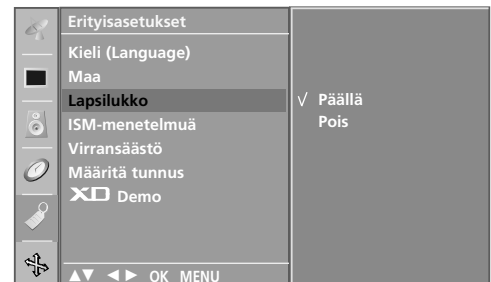 Erityisasetukset
Kieli (Language)
Maa
Lapsilukko
ISM-menetelmuä
Virransäästö
Määritä tunnus
XD Demo
√ Päällä
Pois
▲▼ ◄► OK MENU